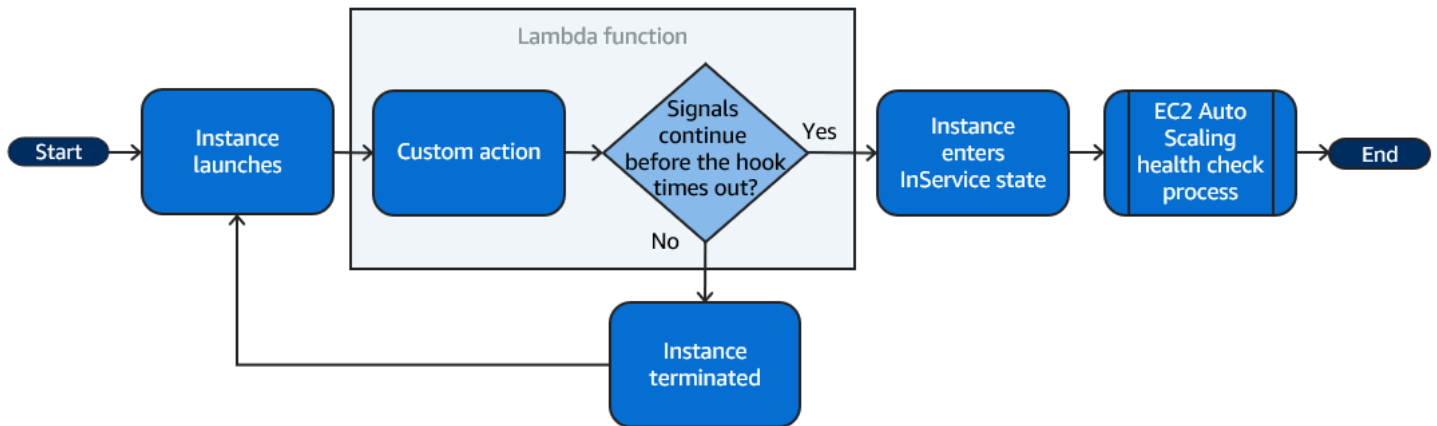 Lambda function
Start
Instance
launches
Custom action
Signals
continue
before the hook
times out?
Yes
No
Instance
enters
InService state
EC2 Auto
Scaling
health check
process
End
Instance
terminated